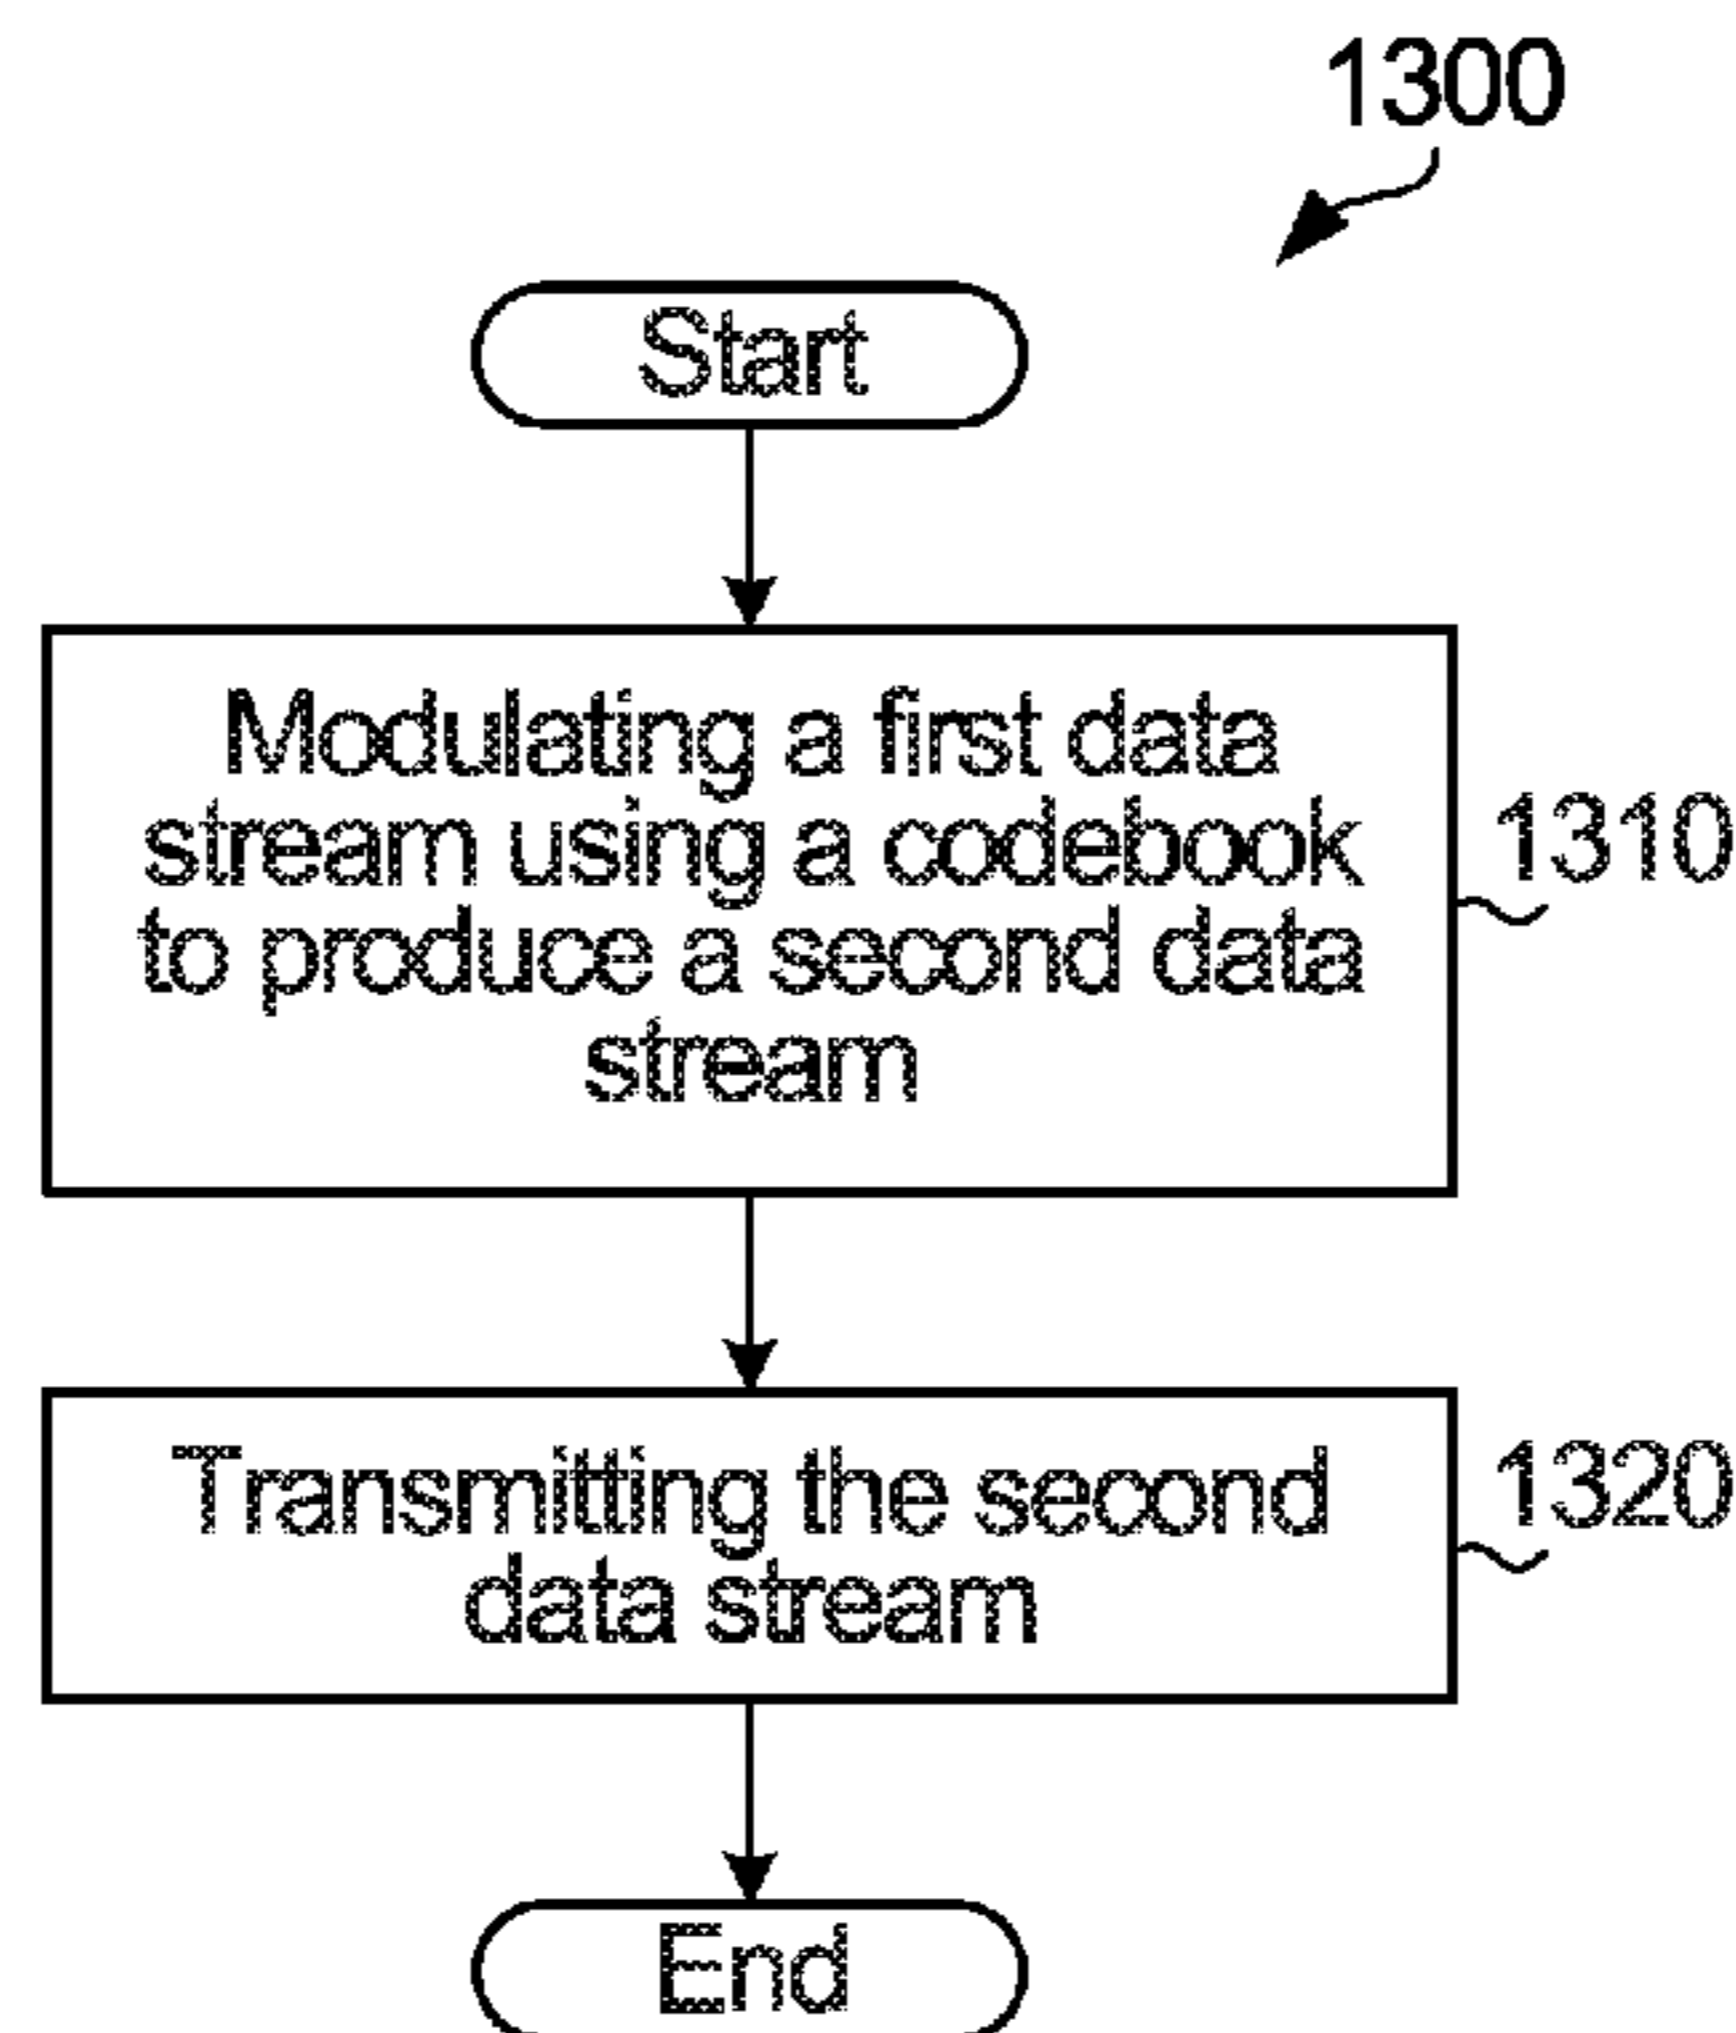 1300
Start
Modulating a first data
stream using a codebook
to produce a second data
stream
1310
Transmitting the second
data stream
1320
End